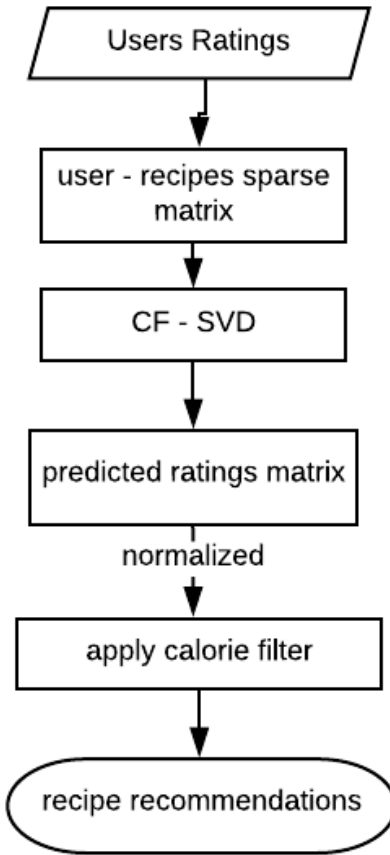 Users Ratings
user - recipes sparse
matrix
CF - SVD
predicted ratings matrix
normalized
apply calorie filter
recipe recommendations